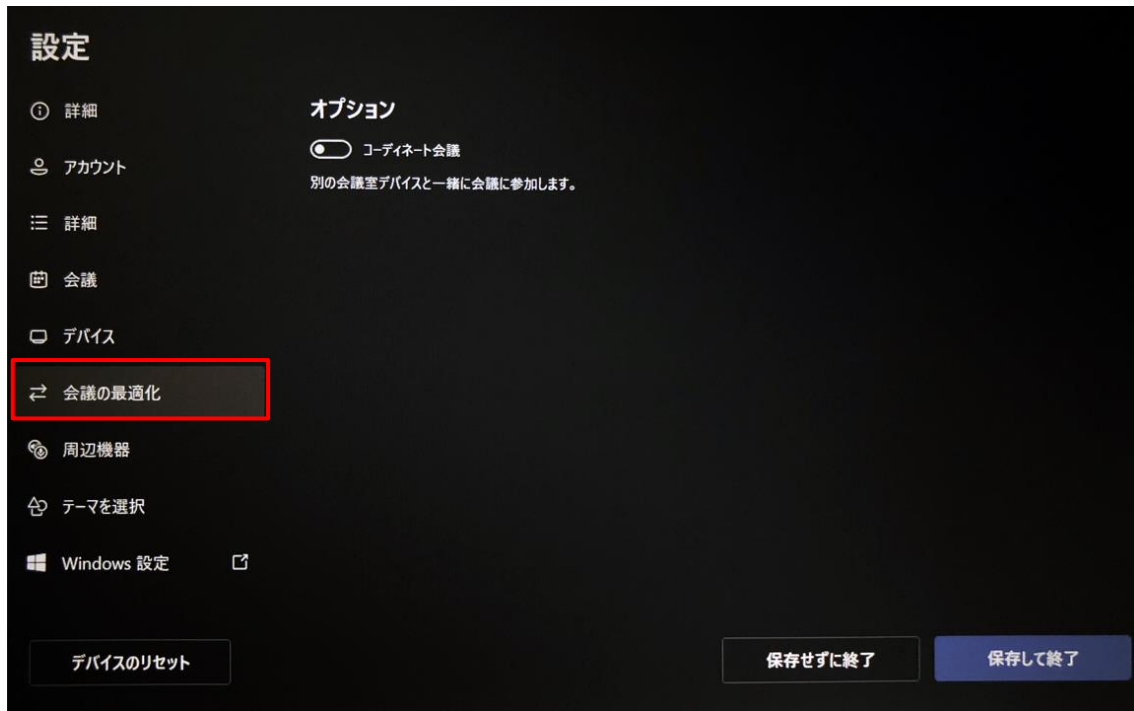 設定
詳細
アカウント
詳細
会議
デバイス
会議の最適化
周辺機器
テーマを選択
Windows 設定
オプション
コーディネート会議
別の会議室デバイスと一緒に会議に参加します。
デバイスのリセット
保存せずに終了
保存して終了